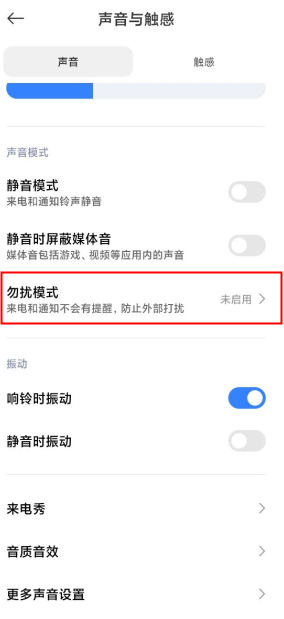 声音与触感
声音
触感
声音模式
静音模式
来电和通知铃声静音
静音时屏蔽媒体音
媒体音包括游戏、视频等应用内的声音
勿扰模式
来电和通知不会有提醒，防止外部打扰
未启用
振动
响铃时振动
静音时振动
来电秀
音质音效
更多声音设置